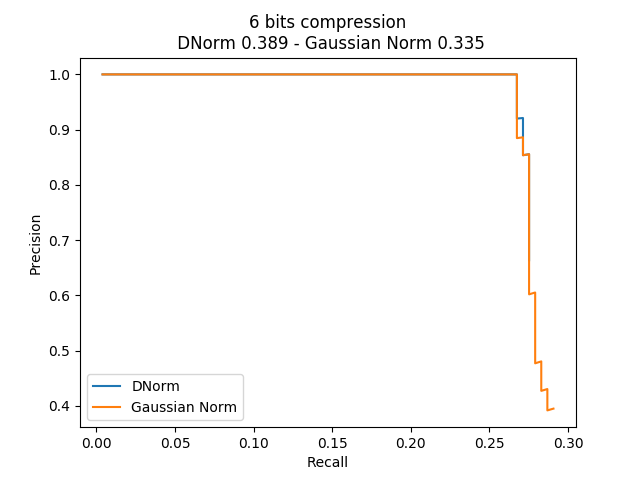 6 bits compression
DNorm 0.389 - Gaussian Norm 0.335
1.0
0.9
0.8
0.7
0.6
0.5
0.4
Precision
DNorm
Gaussian Norm
0.00 0.05 0.10 0.15 0.20 0.25 0.30
Recall